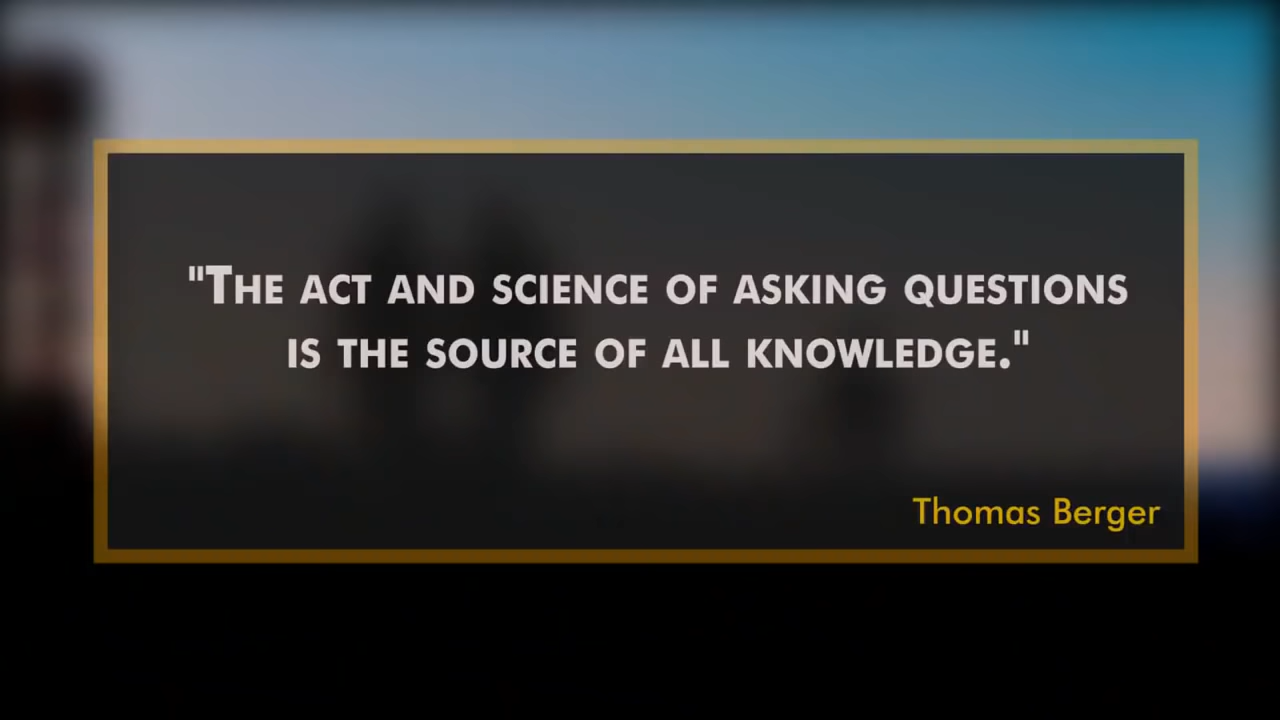 "The act and science of asking questions
is the source of all knowledge."
Thomas Berger